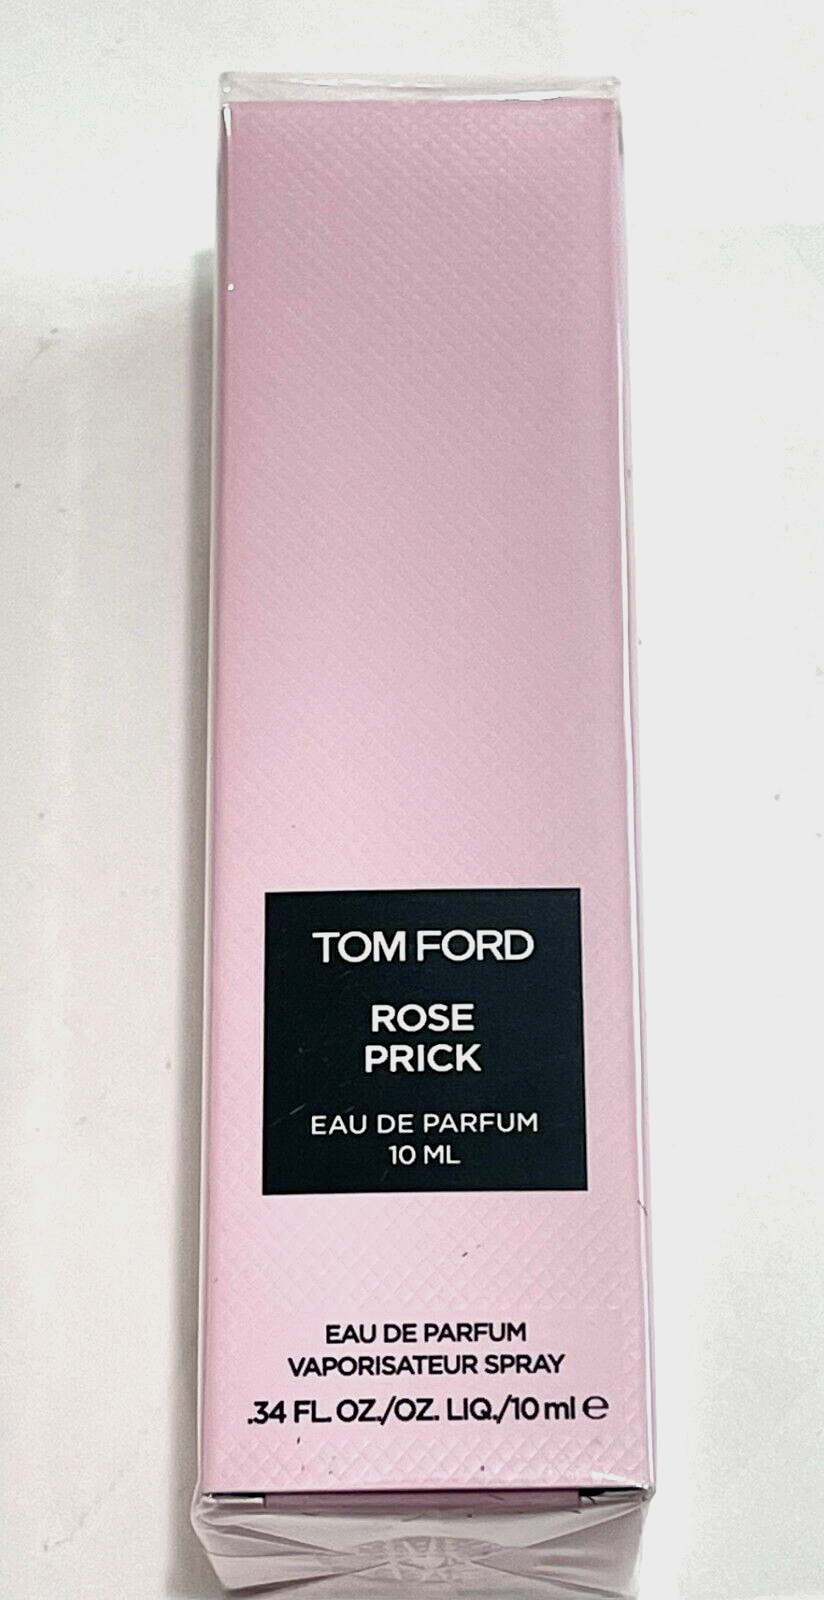 TOM FORD
ROSE
PRICK
EAU DE PARFUM
10 ML
EAU DE PARFUM
VAPORISATEUR SPRAY
.34 FL. OZ./OZ. LIQ./10 ml ℮